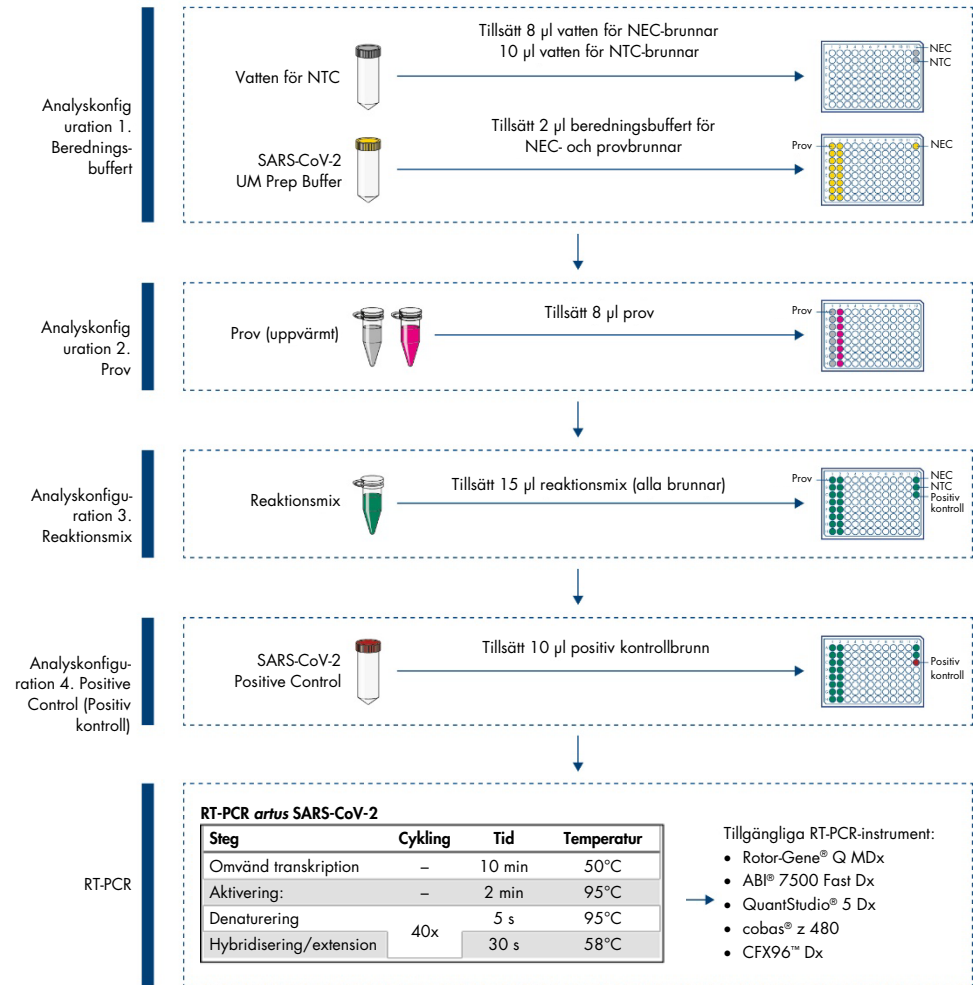 Analyskonfig
uration 1.
Berednings-
buffert
Vatten för NTC
Tillsätt 8 µl vatten för NEC-brunnar
10 µl vatten för NTC-brunnar
NEC
NTC
SARS-CoV-2
UM Prep Buffer
Tillsätt 2 µl beredningsbuffert för
NEC- och provbrunnar
Prov
NEC
Analyskonfig
uration 2.
Prov
Prov (uppvärmt)
Tillsätt 8 µl prov
Prov
Analyskonfigu-
ration 3.
Reaktionsmix
Reaktionsmix
Tillsätt 15 µl reaktionsmix (alla brunnar)
Prov
NEC
NTC
Positiv
kontroll
Analyskonfigu-
ration 4. Positive
Control (Positiv
kontroll)
SARS-CoV-2
Positive Control
Tillsätt 10 µl positiv kontrollbrunn
Positiv
kontroll
RT-PCR
RT-PCR artus SARS-CoV-2
Steg Cykling Tid Temperatur
Omvänd transkription – 10 min 50°C
Aktivering: – 2 min 95°C
Denaturering 40x 5 s 95°C
Hybridisering/extension 30 s 58°C
Tillgängliga RT-PCR-instrument:
• Rotor-Gene® Q MDx
• ABI® 7500 Fast Dx
• QuantStudio® 5 Dx
• cobas® z 480
• CFX96™ Dx